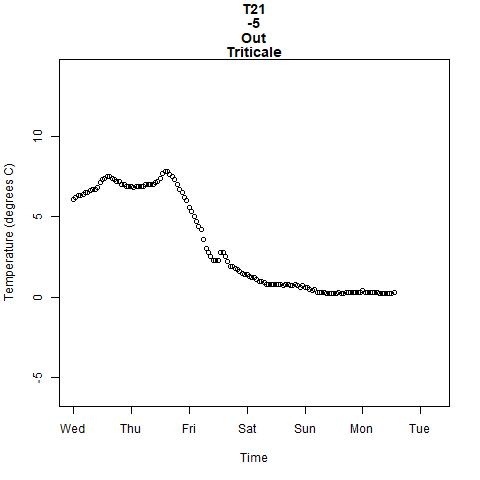 T21
-5
Out
Triticale
10
5
0
-5
Temperature (degrees C)
Wed Thu Fri Sat Sun Mon Tue
Time